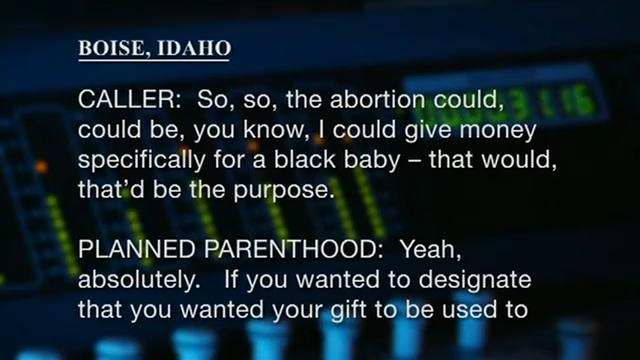 BOISE, IDAHO
CALLER: So, so, the abortion could,
could be, you know, I could give money
specifically for a black baby – that would,
that'd be the purpose.
PLANNED PARENTHOOD: Yeah,
absolutely. If you wanted to designate
that you wanted your gift to be used to